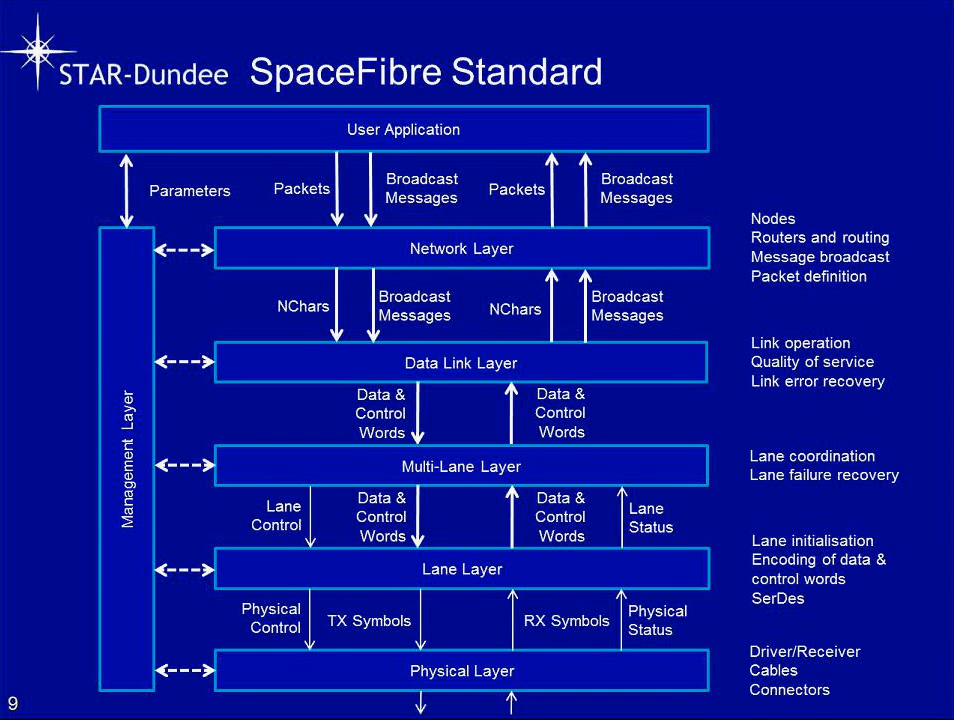 STAR-Dundee SpaceFibre Standard
User Application
Parameters
Packets
Broadcast
Messages
Packets
Broadcast
Messages
Network Layer
Nodes
Routers and routing
Message broadcast
Packet definition
NChars
Broadcast
Messages
NChars
Broadcast
Messages
Data Link Layer
Link operation
Quality of service
Link error recovery
Management Layer
Data &
Control
Words
Data &
Control
Words
Multi-Lane Layer
Lane coordination
Lane failure recovery
Lane
Control
Data &
Control
Words
Data &
Control
Words
Lane
Status
Lane Layer
Lane initialisation
Encoding of data &
control words
SerDes
Physical
Control
TX Symbols
RX Symbols
Physical
Status
Physical Layer
Driver/Receiver
Cables
Connectors
9